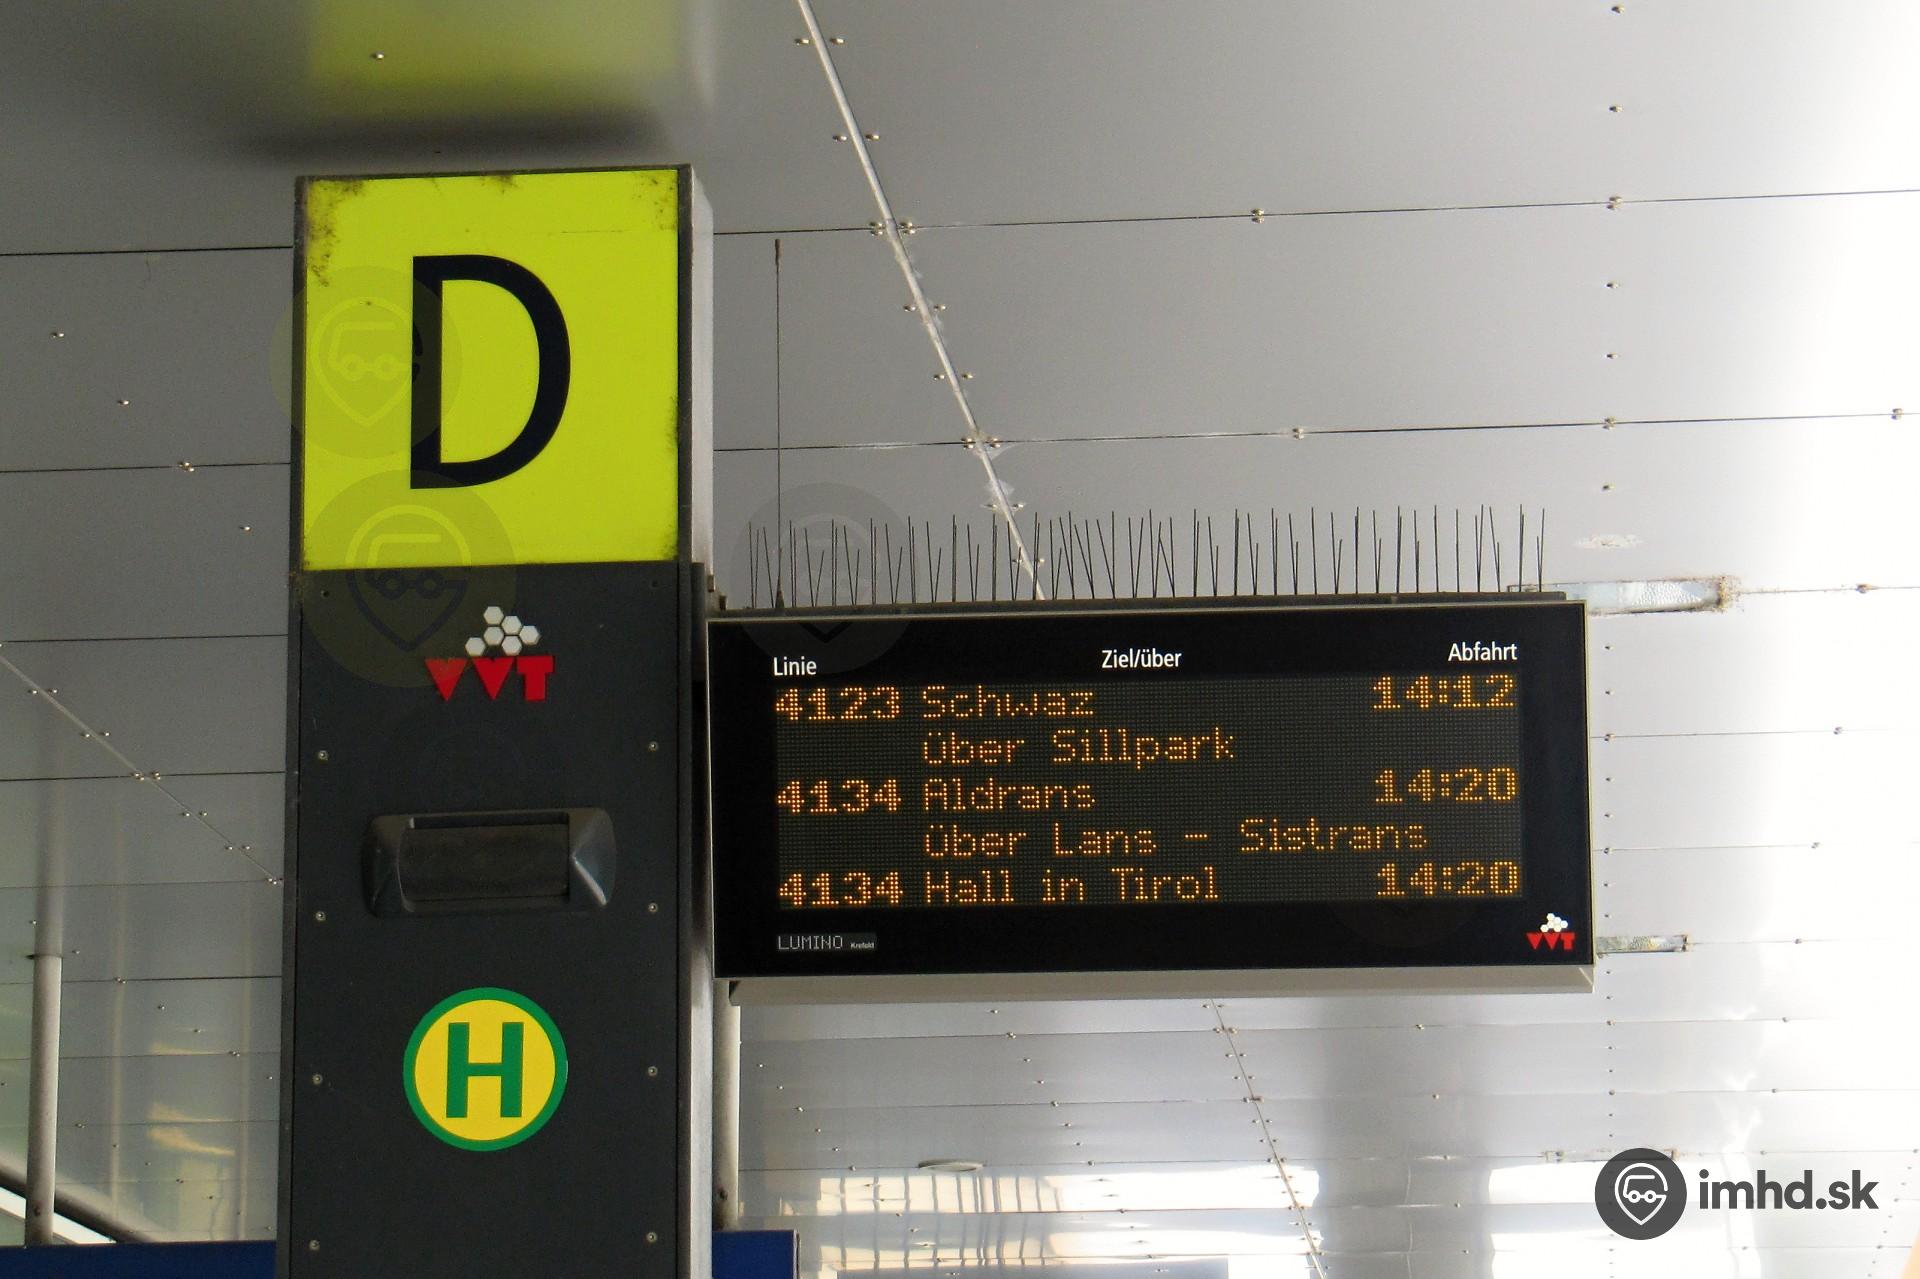 D
VVT
Linie Ziel/über Abfahrt
4123 Schwaz 14:12
über Sillpark
4134 Aldrans 14:20
über Lans - Sistrans
4134 Hall in Tirol 14:20
LUMINO Krefeld
VVT
H
imhd.sk